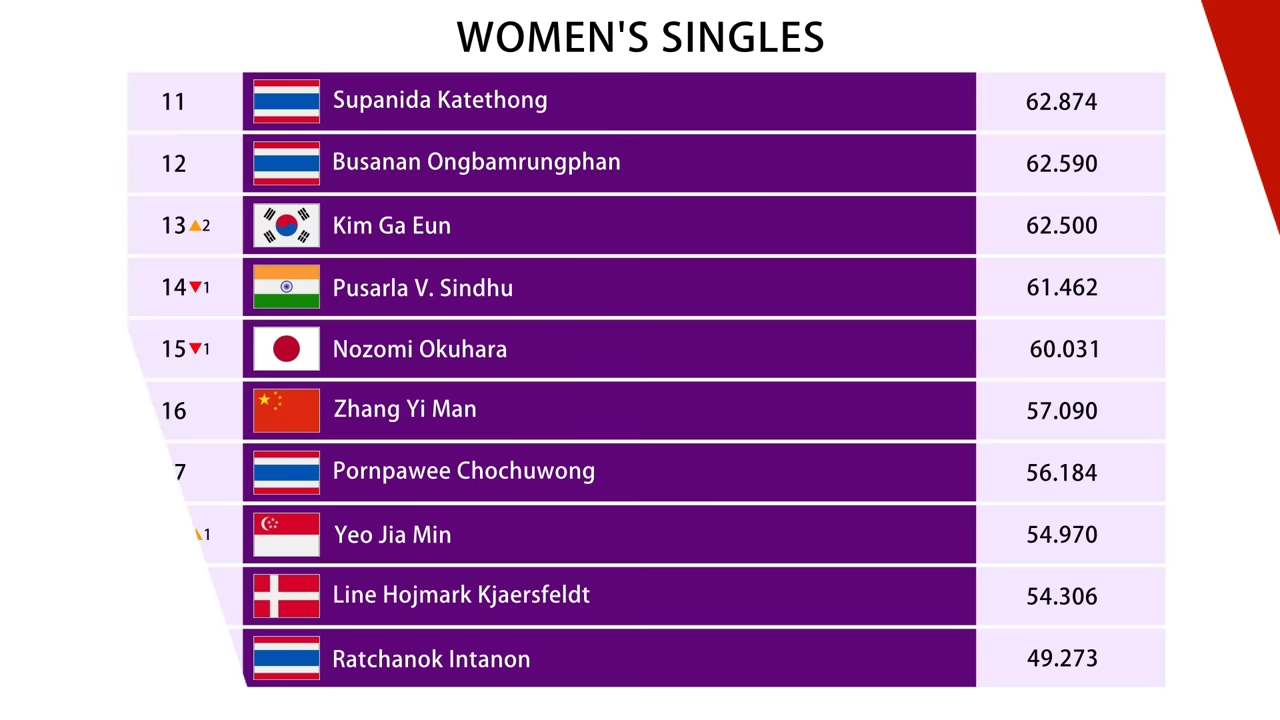 WOMEN'S SINGLES
11 Supanida Katethong 62.874
12 Busanan Ongbamrungphan 62.590
13 ▲2 Kim Ga Eun 62.500
14 ▼1 Pusarla V. Sindhu 61.462
15 ▼1 Nozomi Okuhara 60.031
16 Zhang Yi Man 57.090
7 Pornpawee Chochuwong 56.184
▲1 Yeo Jia Min 54.970
Line Hojmark Kjaersfeldt 54.306
Ratchanok Intanon 49.273